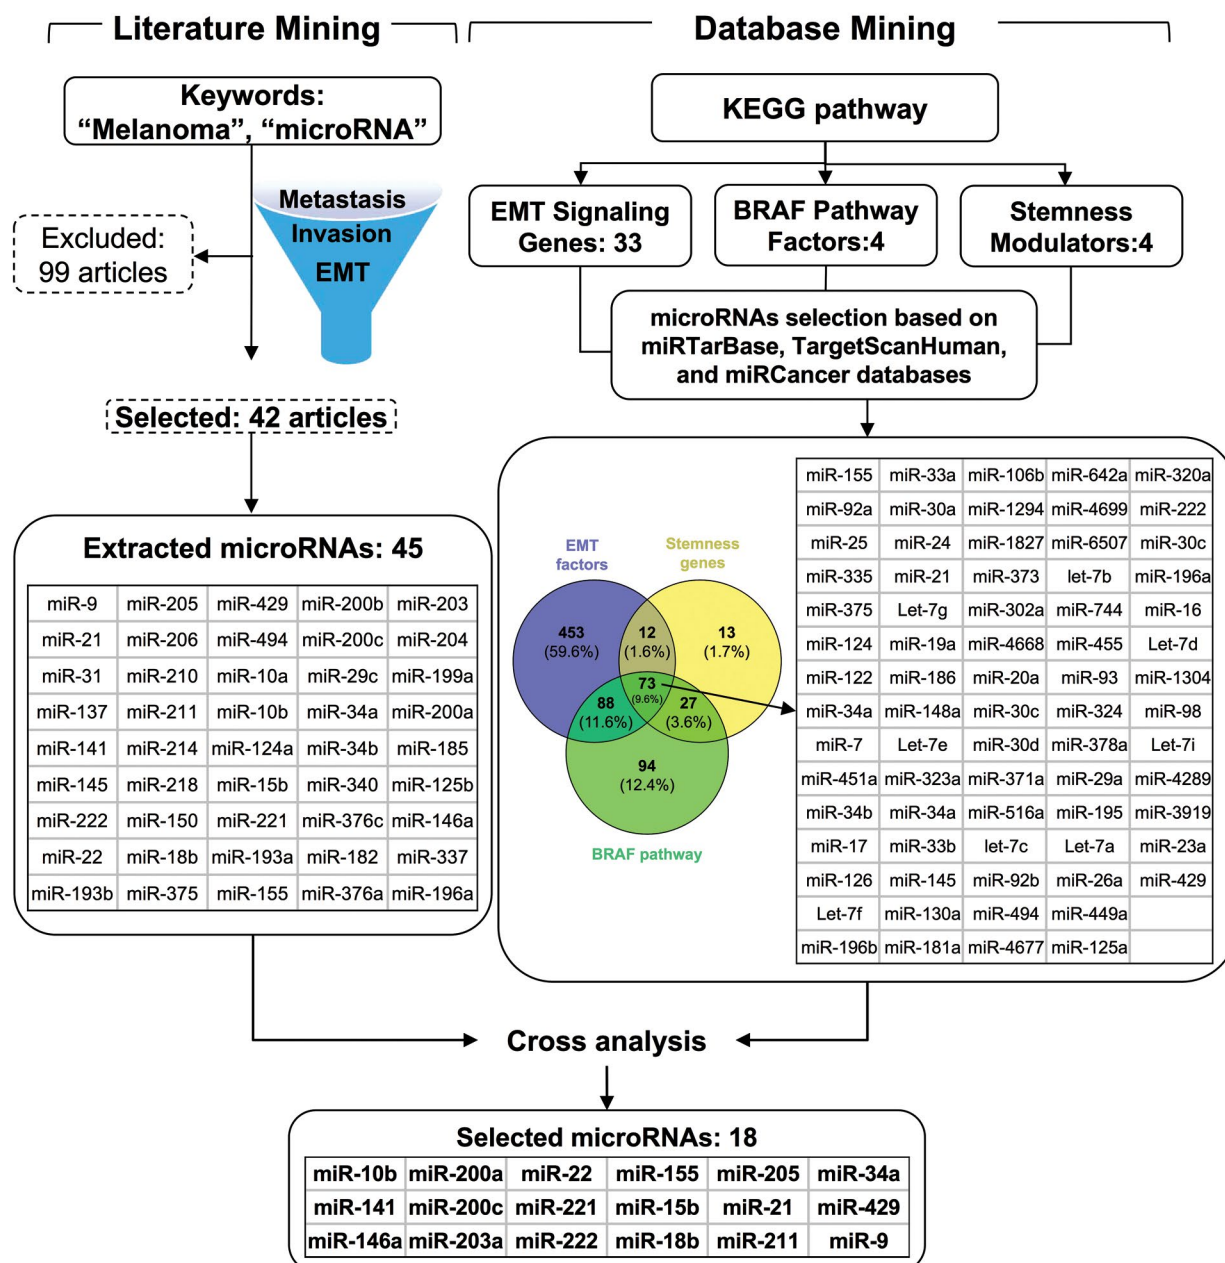 Literature Mining
Keywords:
“Melanoma”, “microRNA”
Metastasis
Invasion
EMT
Excluded:
99 articles
Selected: 42 articles
Extracted microRNAs: 45
miR-9 miR-205 miR-429 miR-200b miR-203
miR-21 miR-206 miR-494 miR-200c miR-204
miR-31 miR-210 miR-10a miR-29c miR-199a
miR-137 miR-211 miR-10b miR-34a miR-200a
miR-141 miR-214 miR-124a miR-34b miR-185
miR-145 miR-218 miR-15b miR-340 miR-125b
miR-222 miR-150 miR-221 miR-376c miR-146a
miR-22 miR-18b miR-193a miR-182 miR-337
miR-193b miR-375 miR-155 miR-376a miR-196a
Database Mining
KEGG pathway
EMT Signaling
Genes: 33
BRAF Pathway
Factors:4
Stemness
Modulators:4
microRNAs selection based on
miRTarBase, TargetScanHuman,
and miRCancer databases
EMT
factors
Stemness
genes
453
(59.6%)
12
(1.6%)
13
(1.7%)
73
(9.6%)
88
(11.6%)
27
(3.6%)
94
(12.4%)
BRAF pathway
miR-155 miR-33a miR-106b miR-642a miR-320a
miR-92a miR-30a miR-1294 miR-4699 miR-222
miR-25 miR-24 miR-1827 miR-6507 miR-30c
miR-335 miR-21 miR-373 let-7b miR-196a
miR-375 Let-7g miR-302a miR-744 miR-16
miR-124 miR-19a miR-4668 miR-455 Let-7d
miR-122 miR-186 miR-20a miR-93 miR-1304
miR-34a miR-148a miR-30c miR-324 miR-98
miR-7 Let-7e miR-30d miR-378a Let-7i
miR-451a miR-323a miR-371a miR-29a miR-4289
miR-34b miR-34a miR-516a miR-195 miR-3919
miR-17 miR-33b let-7c Let-7a miR-23a
miR-126 miR-145 miR-92b miR-26a miR-429
Let-7f miR-130a miR-494 miR-449a
miR-196b miR-181a miR-4677 miR-125a
Cross analysis
Selected microRNAs: 18
miR-10b miR-200a miR-22 miR-155 miR-205 miR-34a
miR-141 miR-200c miR-221 miR-15b miR-21 miR-429
miR-146a miR-203a miR-222 miR-18b miR-211 miR-9